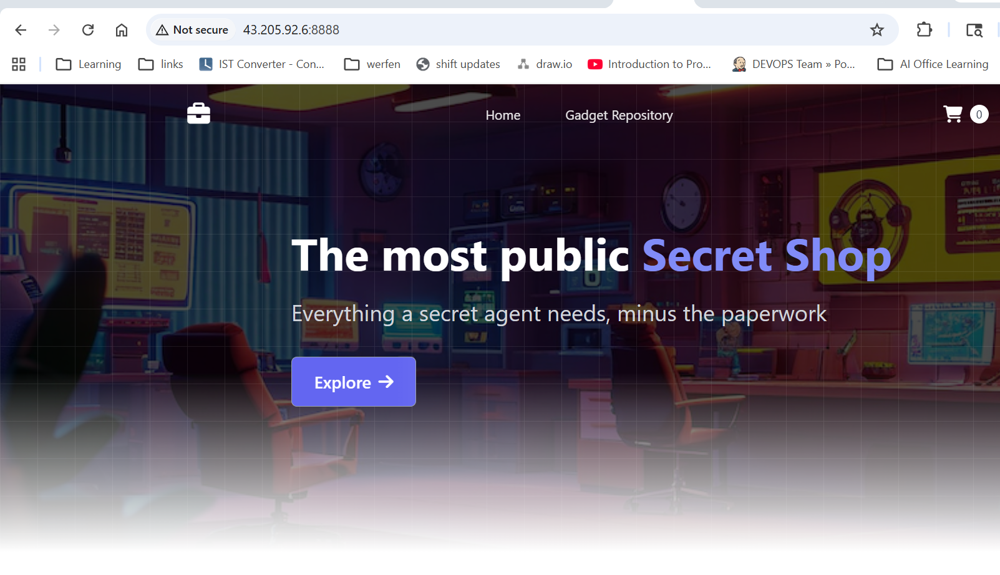 Not secure 43.205.92.6:8888
Learning links IST Converter - Con... werfen shift updates draw.io Introduction to Pro... DEVOPS Team » Po... AI Office Learning
Home Gadget Repository 0
The most public Secret Shop
Everything a secret agent needs, minus the paperwork
Explore →